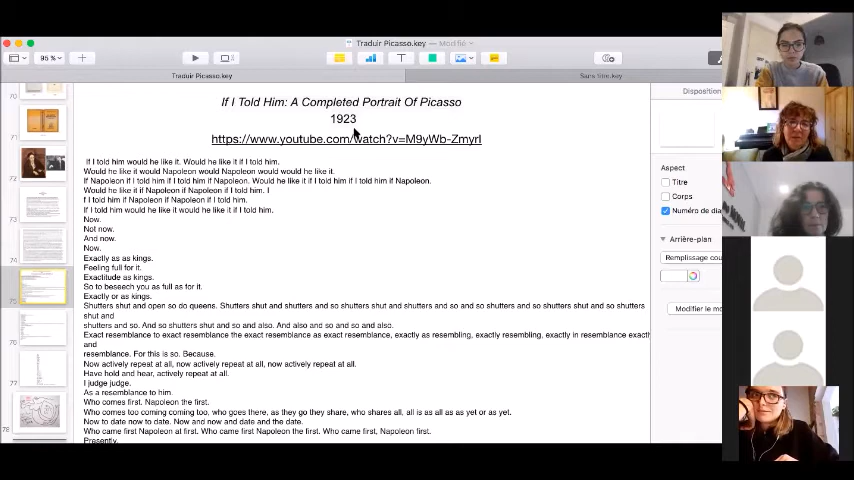 Traduir Picasso.key — Modifié
95 %
Traduir Picasso.key
Sans titre.key
Disposition
70
71
72
73
74
75
76
77
78
If I Told Him: A Completed Portrait Of Picasso
1923
https://www.youtube.com/watch?v=M9yWb-ZmyrI
If I told him would he like it. Would he like it if I told him.
Would he like it would Napoleon would Napoleon would would he like it.
If Napoleon if I told him if I told him if Napoleon. Would he like it if I told him if I told him if Napoleon.
Would he like it if Napoleon if Napoleon if I told him. I
f I told him if Napoleon if Napoleon if I told him.
If I told him would he like it would he like it if I told him.
Now.
Not now.
And now.
Now.
Exactly as as kings.
Feeling full for it.
Exactitude as kings.
So to beseech you as full as for it.
Exactly or as kings.
Shutters shut and open so do queens. Shutters shut and shutters and so shutters shut and shutters and so and so shutters and so shutters shut and so shutters
shut and
shutters and so. And so shutters shut and so and also. And also and so and so and also.
Exact resemblance to exact resemblance the exact resemblance as exact resemblance, exactly as resembling, exactly resembling, exactly in resemblance exactly
and
resemblance. For this is so. Because.
Now actively repeat at all, now actively repeat at all, now actively repeat at all.
Have hold and hear, actively repeat at all.
I judge judge.
As a resemblance to him.
Who comes first. Napoleon the first.
Who comes too coming coming too, who goes there, as they go they share, who shares all, all is as all as as yet or as yet.
Now to date now to date. Now and now and date and the date.
Who came first Napoleon at first. Who came first Napoleon the first. Who came first, Napoleon first.
Presently.
Aspect
Titre
Corps
Numéro de dia
Arrière-plan
Remplissage cou
Modifier le mo